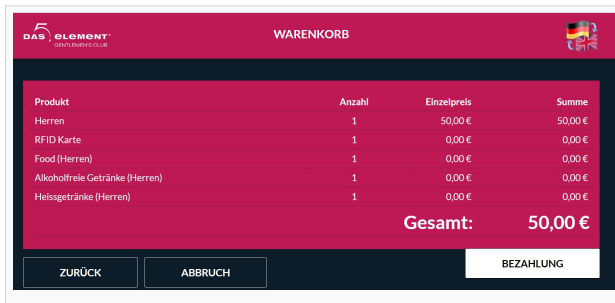 DAS 5. ELEMENT
GENTLEMEN'S CLUB
WARENKORB
Produkt Anzahl Einzelpreis Summe
Herren 1 50,00 € 50,00 €
RFID Karte 1 0,00 € 0,00 €
Food (Herren) 1 0,00 € 0,00 €
Alkoholfreie Getränke (Herren) 1 0,00 € 0,00 €
Heissgetränke (Herren) 1 0,00 € 0,00 €
Gesamt: 50,00 €
ZURÜCK ABBRUCH BEZAHLUNG